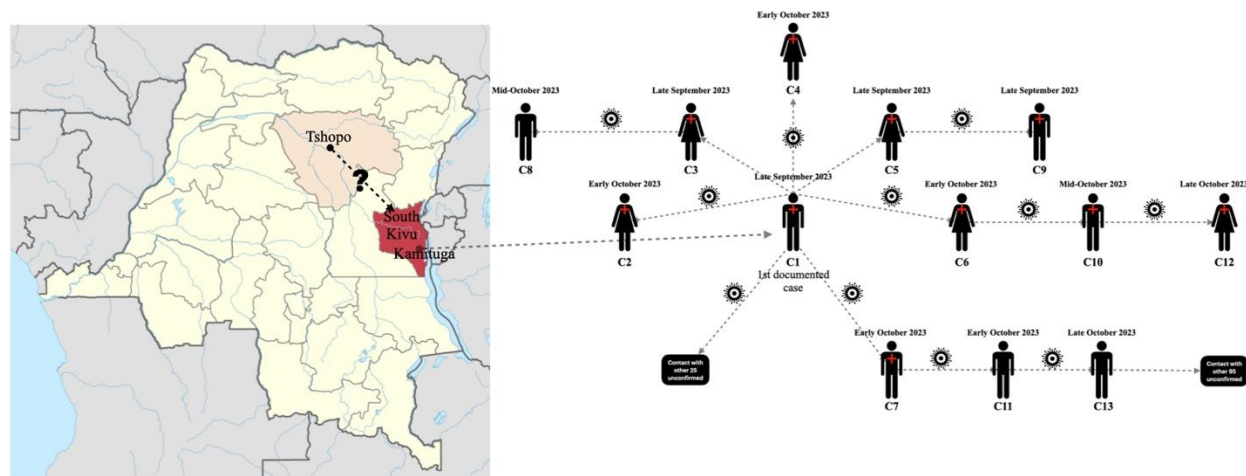 Tshopo
?
South
Kivu
Kamituga
Early October 2023
C4
Mid-October 2023
C8
Late September 2023
C3
Late September 2023
C5
Late September 2023
C9
Early October 2023
C2
Late September 2023
C1
1st documented
case
Early October 2023
C6
Mid-October 2023
C10
Late October 2023
C12
Contact with
other 25
unconfirmed
Early October 2023
C7
Early October 2023
C11
Late October 2023
C13
Contact with
other 95
unconfirmed